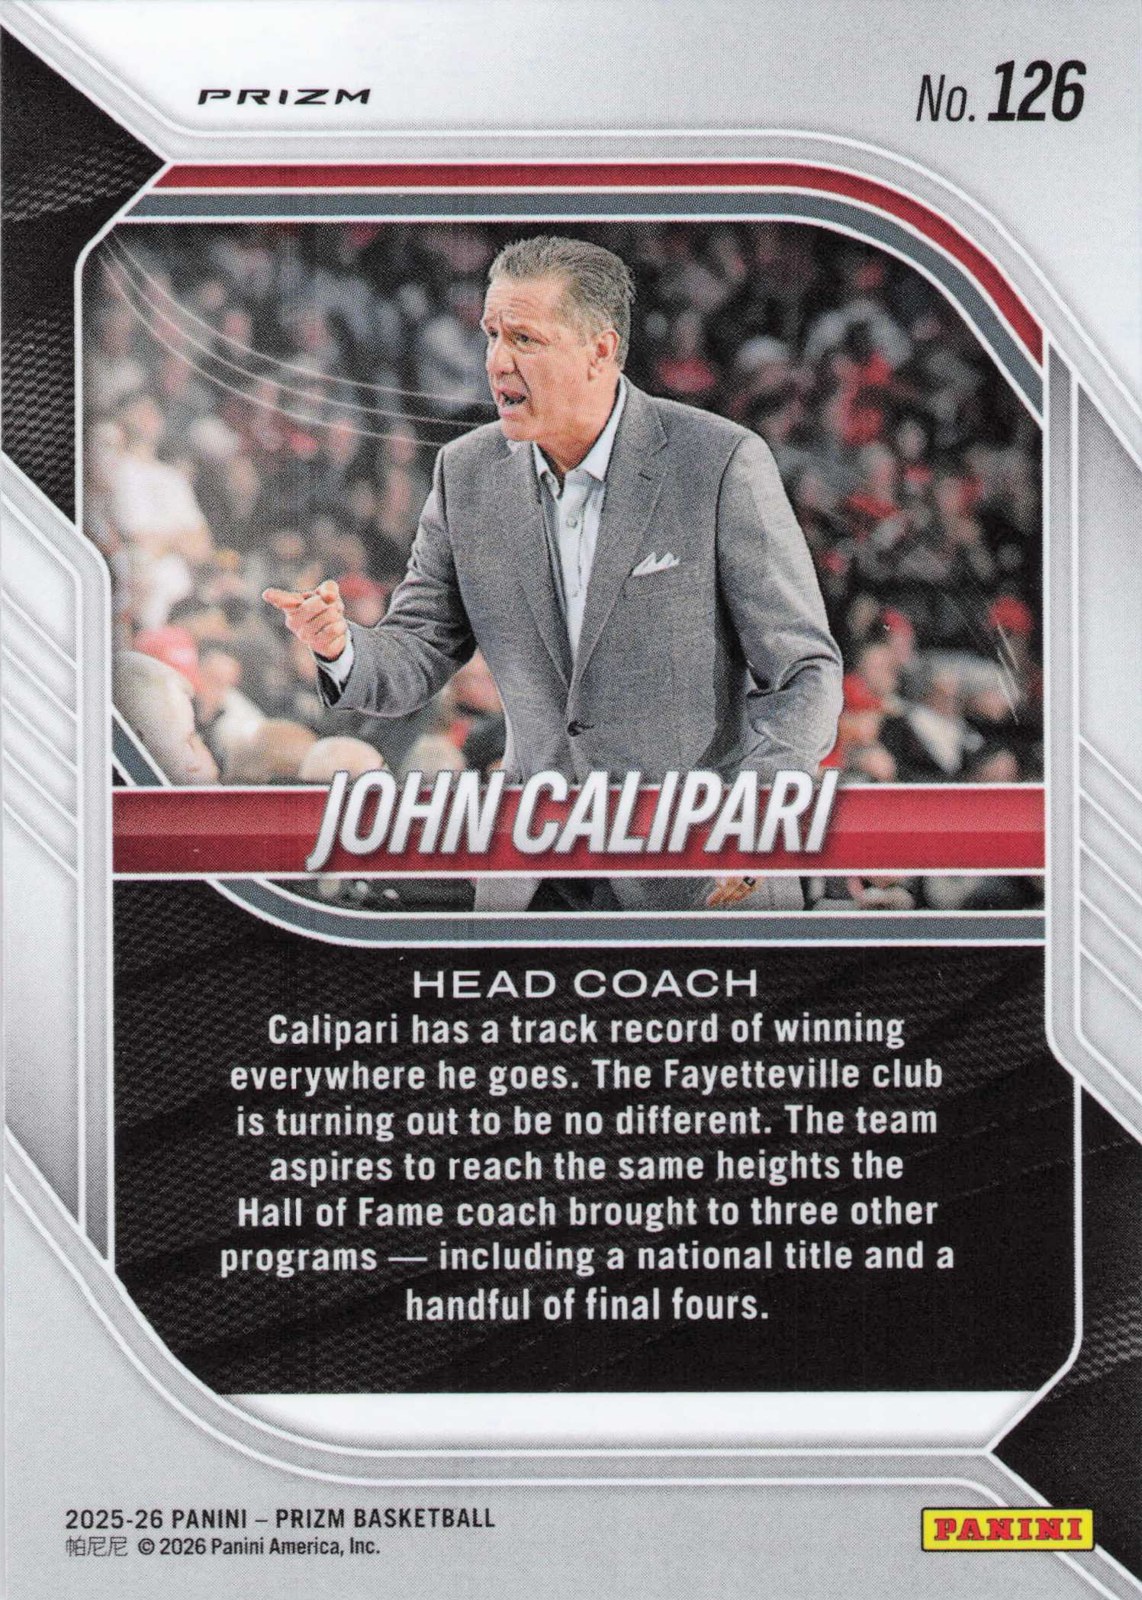 PRIZM
No. 126
JOHN CALIPARI
HEAD COACH
Calipari has a track record of winning
everywhere he goes. The Fayetteville club
is turning out to be no different. The team
aspires to reach the same heights the
Hall of Fame coach brought to three other
programs — including a national title and a
handful of final fours.
2025-26 PANINI – PRIZM BASKETBALL
帕尼尼 © 2026 Panini America, Inc.
PANINI